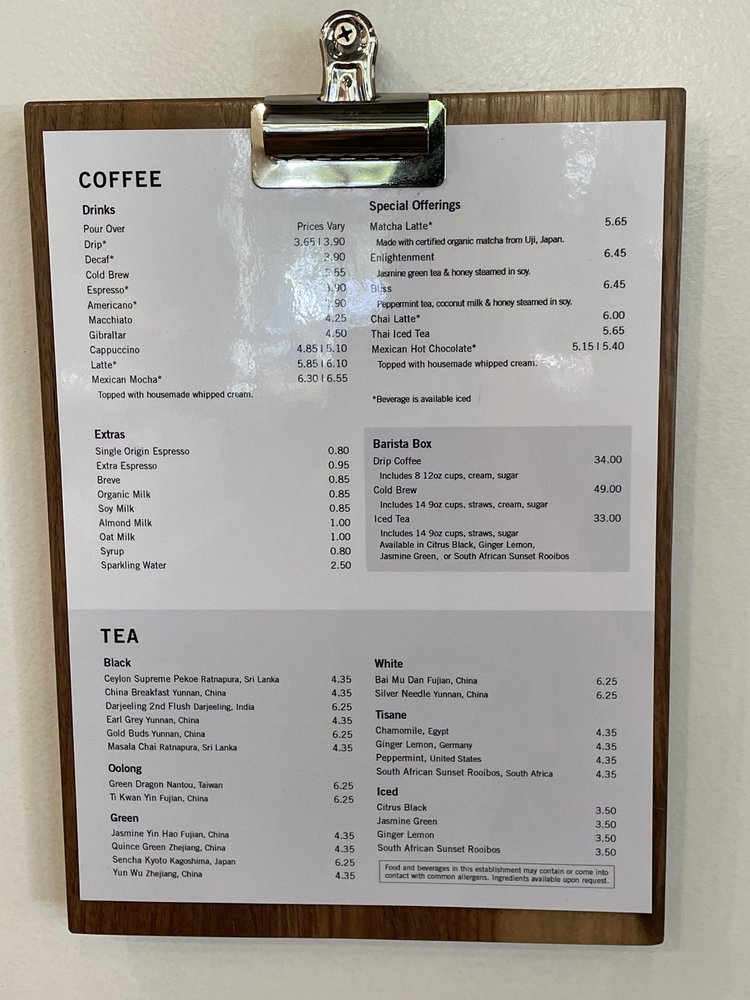 COFFEE
Drinks
Pour Over Prices Vary
Drip* 3.65 | 3.90
Decaf* .90
Cold Brew .55
Espresso* .90
Americano* .90
Macchiato 4.25
Gibraltar 4.50
Cappuccino 4.85 | 5.10
Latte* 5.85 | 6.10
Mexican Mocha* 6.30 | 6.55
Topped with housemade whipped cream.
Special Offerings
Matcha Latte* 5.65
Made with certified organic matcha from Uji, Japan.
Enlightenment 6.45
Jasmine green tea & honey steamed in soy.
Bliss 6.45
Peppermint tea, coconut milk & honey steamed in soy.
Chai Latte* 6.00
Thai Iced Tea 5.65
Mexican Hot Chocolate* 5.15 | 5.40
Topped with housemade whipped cream.
*Beverage is available iced
Extras
Single Origin Espresso 0.80
Extra Espresso 0.95
Breve 0.85
Organic Milk 0.85
Soy Milk 0.85
Almond Milk 1.00
Oat Milk 1.00
Syrup 0.80
Sparkling Water 2.50
Barista Box
Drip Coffee 34.00
Includes 8 12oz cups, cream, sugar
Cold Brew 49.00
Includes 14 9oz cups, straws, cream, sugar
Iced Tea 33.00
Includes 14 9oz cups, straws, sugar
Available in Citrus Black, Ginger Lemon,
Jasmine Green, or South African Sunset Rooibos
TEA
Black
Ceylon Supreme Pekoe Ratnapura, Sri Lanka 4.35
China Breakfast Yunnan, China 4.35
Darjeeling 2nd Flush Darjeeling, India 6.25
Earl Grey Yunnan, China 4.35
Gold Buds Yunnan, China 6.25
Masala Chai Ratnapura, Sri Lanka 4.35
Oolong
Green Dragon Nantou, Taiwan 6.25
Ti Kwan Yin Fujian, China 6.25
Green
Jasmine Yin Hao Fujian, China 4.35
Quince Green Zhejiang, China 4.35
Sencha Kyoto Kagoshima, Japan 6.25
Yun Wu Zhejiang, China 4.35
White
Bai Mu Dan Fujian, China 6.25
Silver Needle Yunnan, China 6.25
Tisane
Chamomile, Egypt 4.35
Ginger Lemon, Germany 4.35
Peppermint, United States 4.35
South African Sunset Rooibos, South Africa 4.35
Iced
Citrus Black 3.50
Jasmine Green 3.50
Ginger Lemon 3.50
South African Sunset Rooibos 3.50
Food and beverages in this establishment may contain or come into
contact with common allergens. Ingredients available upon request.